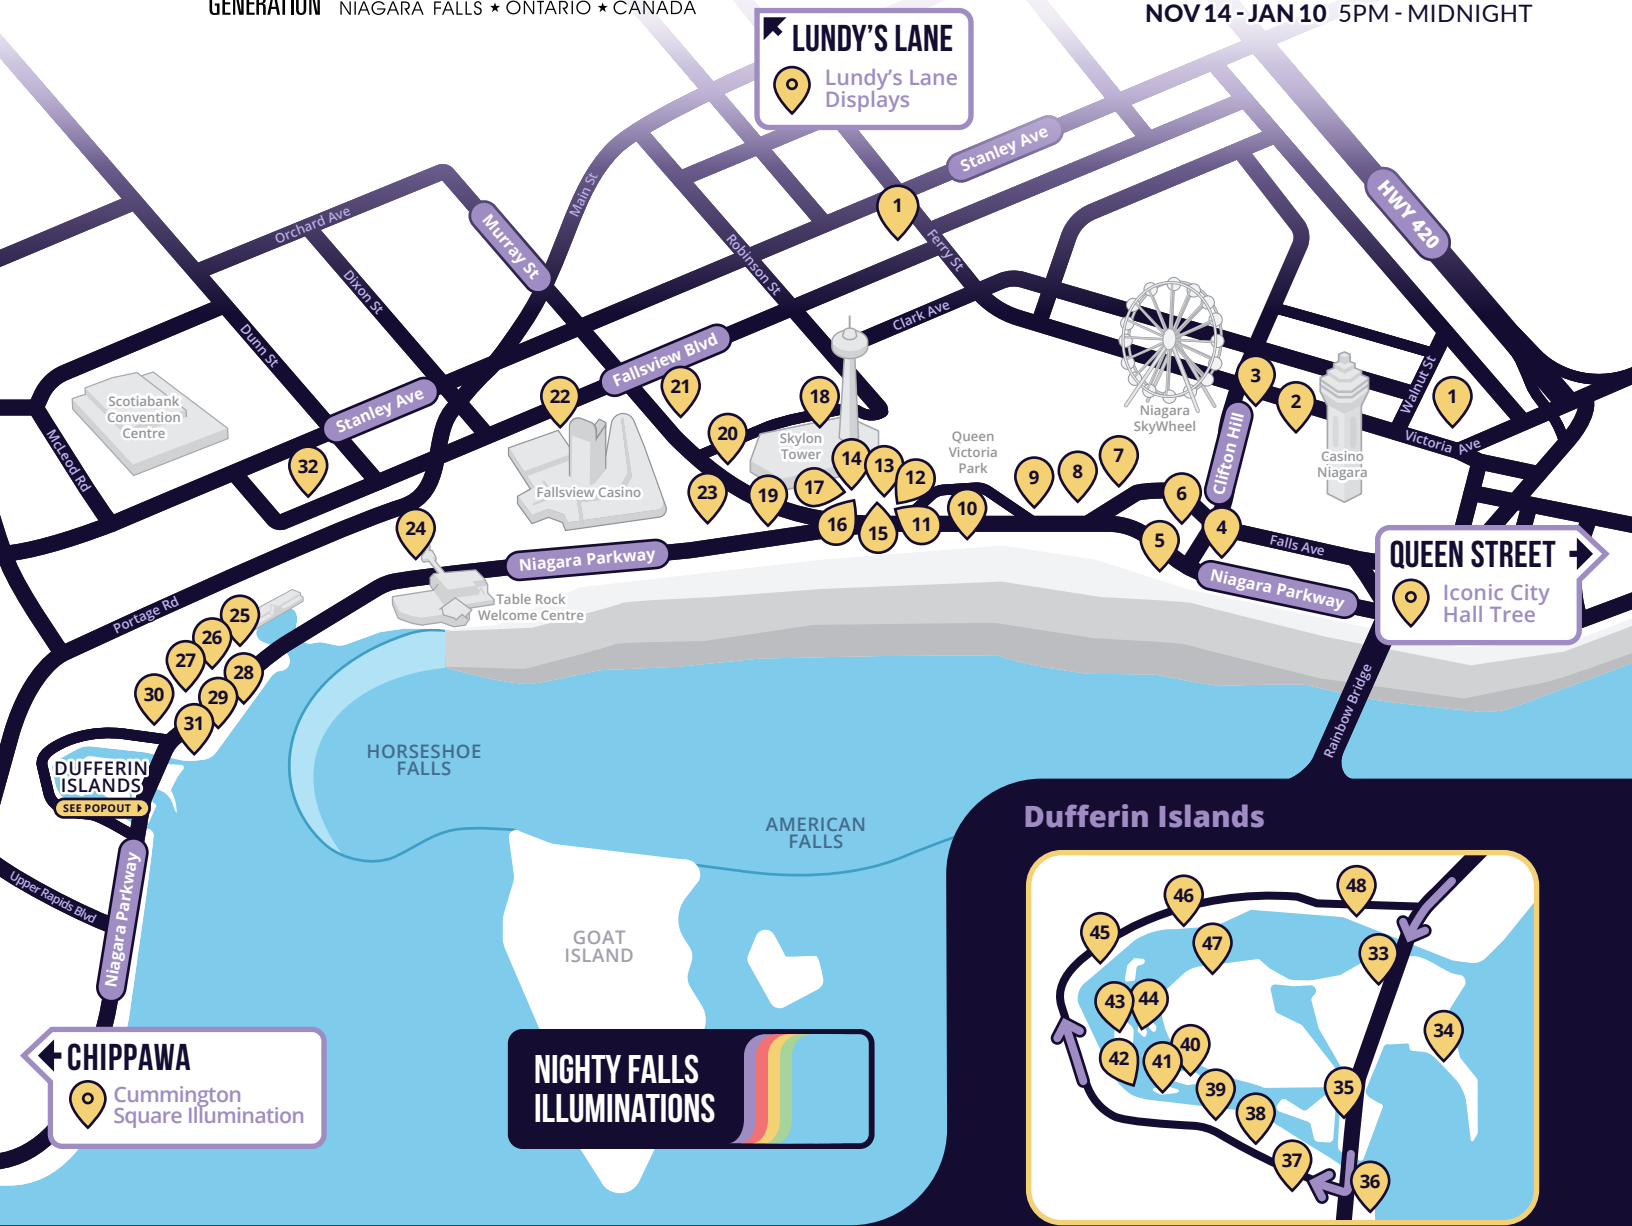 GENERATION NIAGARA FALLS ★ ONTARIO ★ CANADA
NOV 14 - JAN 10 5PM - MIDNIGHT
LUNDY'S LANE
Lundy's Lane
Displays
Stanley Ave
HWY 420
Main St
Orchard Ave
Murray St
1
Robinson St
Ferry St
Dixon St
Clark Ave
Dunn St
Fallsview Blvd
Stanley Ave
Scotiabank
Convention
Centre
McLeod Rd
32
22
21
18
20
Skylon
Tower
Niagara
SkyWheel
3
2
Walnut St
1
Victoria Ave
Casino
Niagara
Clifton Hill
Queen
Victoria
Park
Fallsview Casino
23
19
17
14
13
12
16
15
11
10
9
8
7
6
5
4
24
Falls Ave
Niagara Parkway
Niagara Parkway
Table Rock
Welcome Centre
QUEEN STREET
Iconic City
Hall Tree
Portage Rd
25
26
27
28
30
29
31
Rainbow Bridge
DUFFERIN
ISLANDS
SEE POPOUT
HORSESHOE
FALLS
AMERICAN
FALLS
Upper Rapids Blvd
Niagara Parkway
GOAT
ISLAND
CHIPPAWA
Cummington
Square Illumination
NIGHTY FALLS
ILLUMINATIONS
Dufferin Islands
46
48
45
47
33
43
44
34
42
41
40
39
35
38
37
36